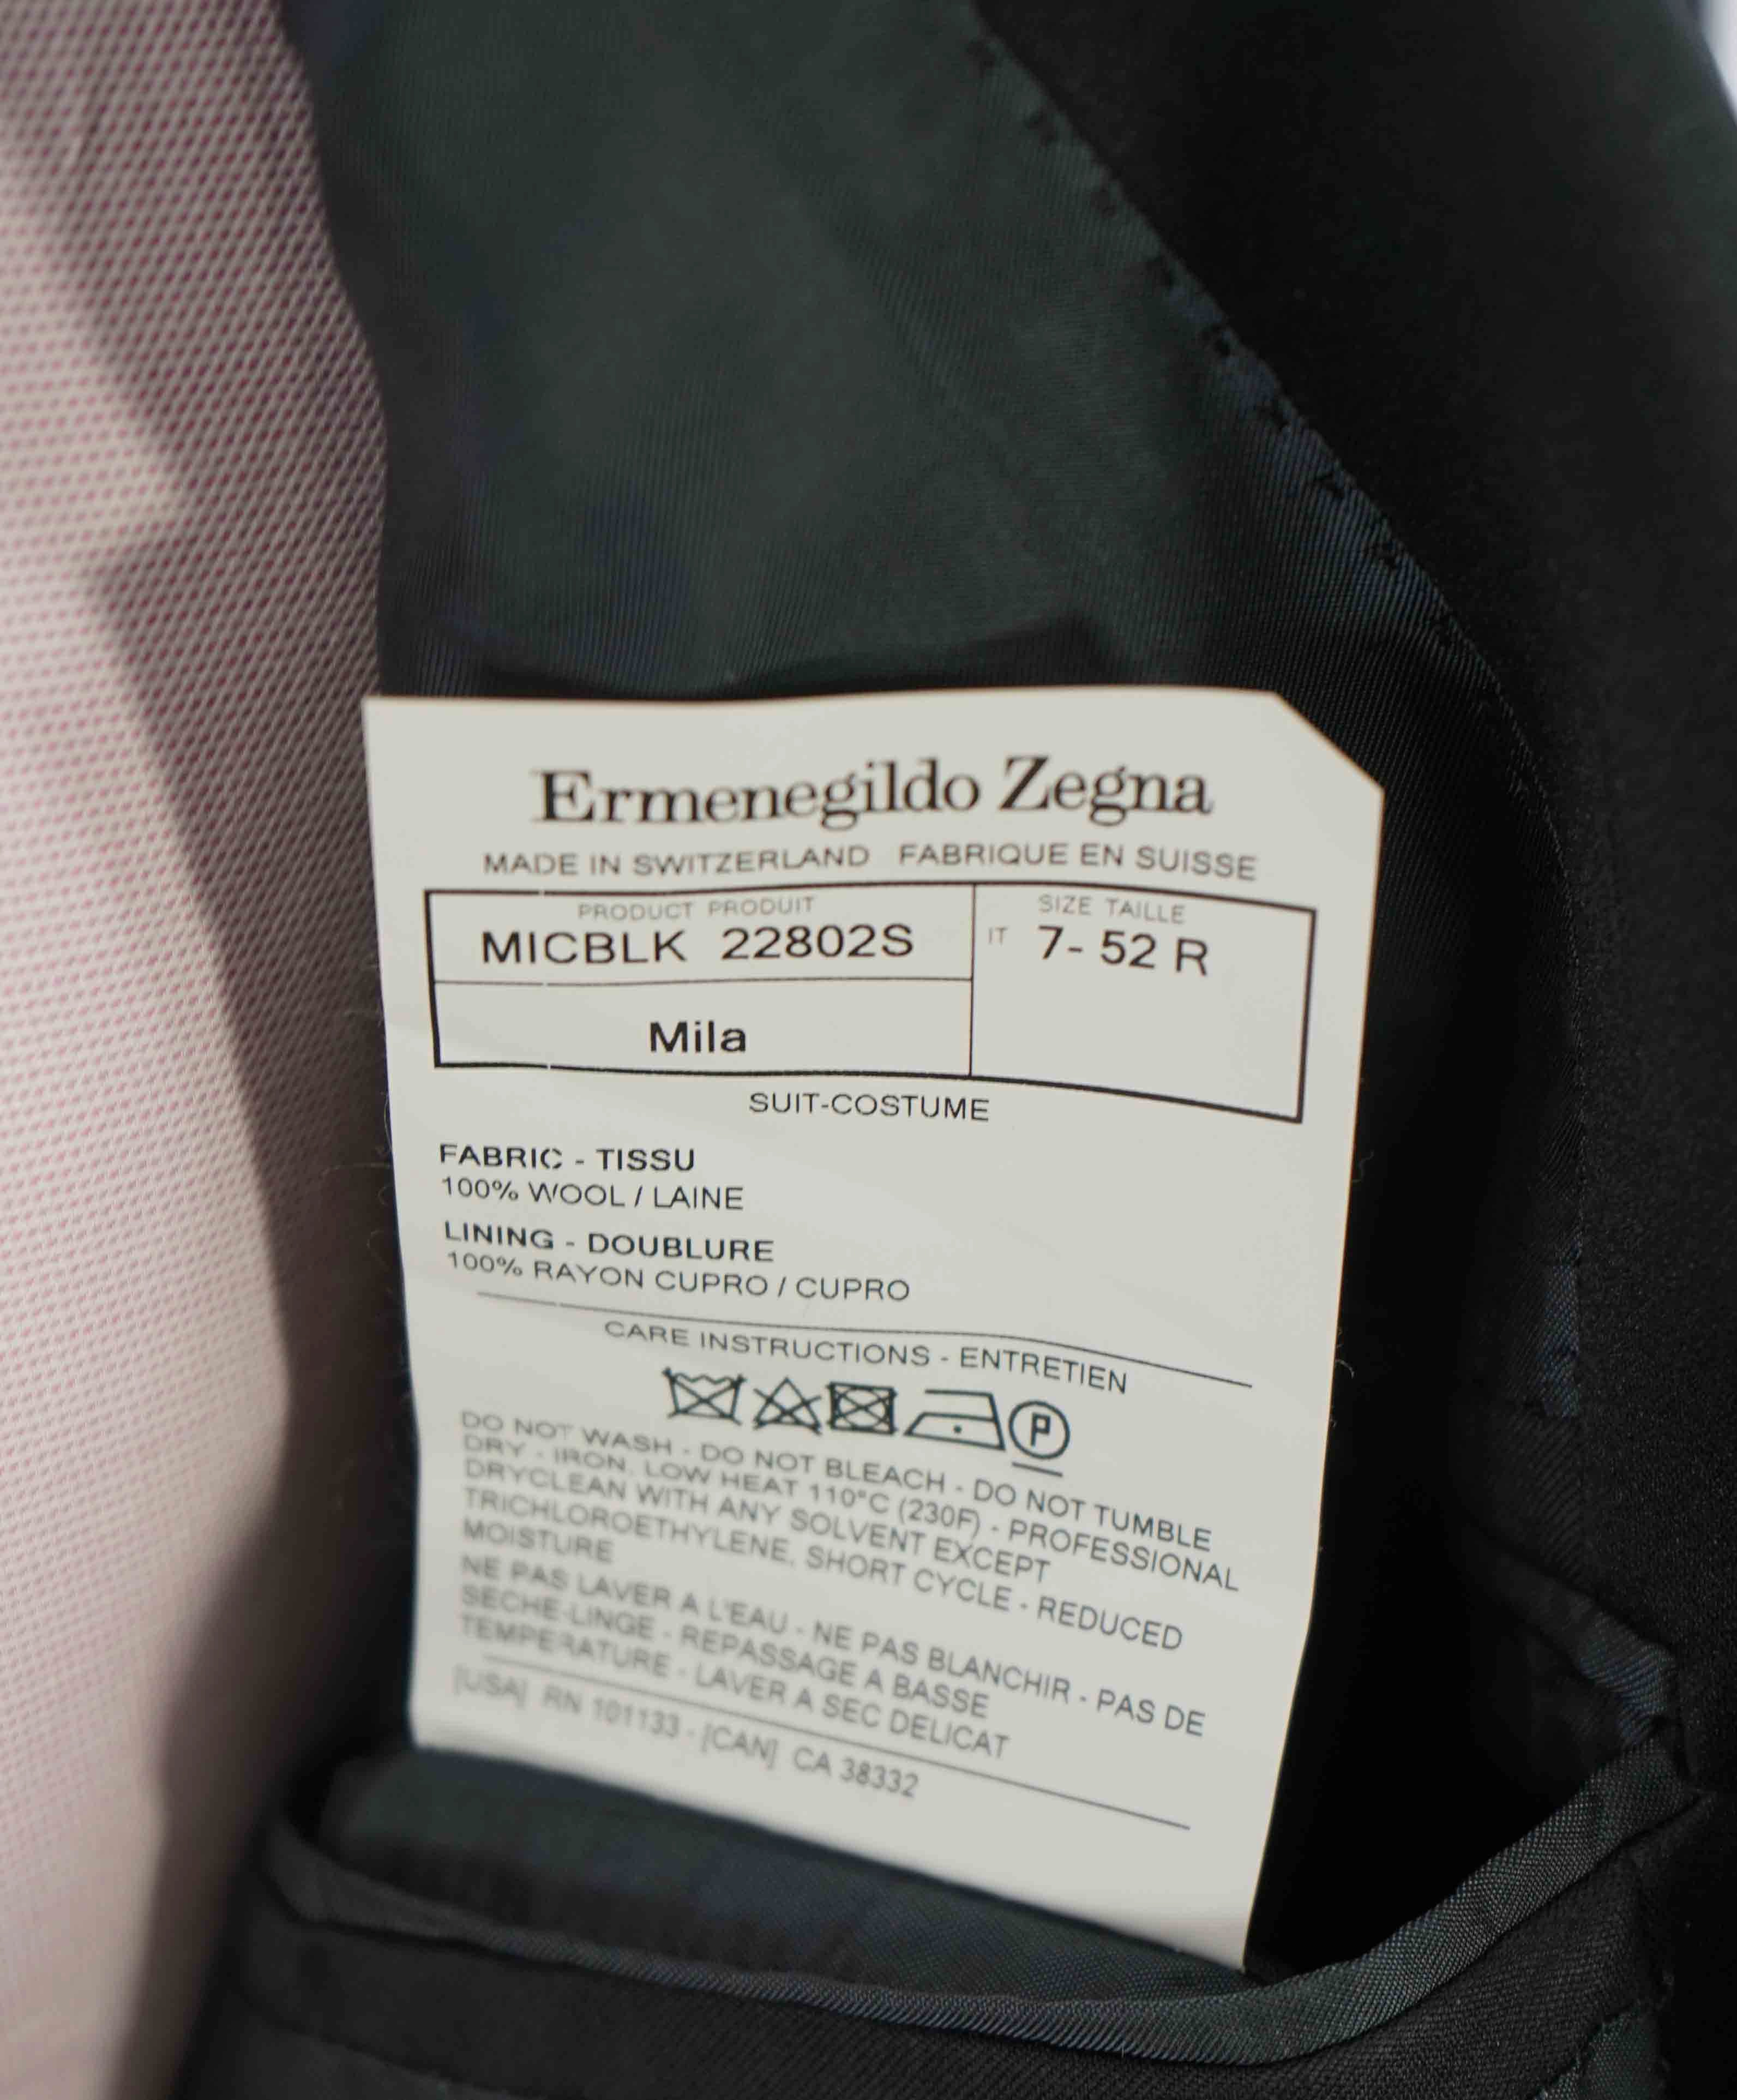 Ermenegildo Zegna
MADE IN SWITZERLAND FABRIQUE EN SUISSE
PRODUCT PRODUIT
MICBLK 22802S
SIZE TAILLE
IT 7- 52 R
Mila
SUIT-COSTUME
FABRIC - TISSU
100% WOOL / LAINE
LINING - DOUBLURE
100% RAYON CUPRO / CUPRO
CARE INSTRUCTIONS - ENTRETIEN
P
DO NOT WASH - DO NOT BLEACH - DO NOT TUMBLE
DRY - IRON, LOW HEAT 110°C (230F) - PROFESSIONAL
DRYCLEAN WITH ANY SOLVENT EXCEPT
TRICHLOROETHYLENE, SHORT CYCLE - REDUCED
MOISTURE
NE PAS LAVER A L'EAU - NE PAS BLANCHIR - PAS DE
SECHE-LINGE - REPASSAGE A BASSE
TEMPERATURE - LAVER A SEC DELICAT
[USA] RN 101133 - [CAN] CA 38332